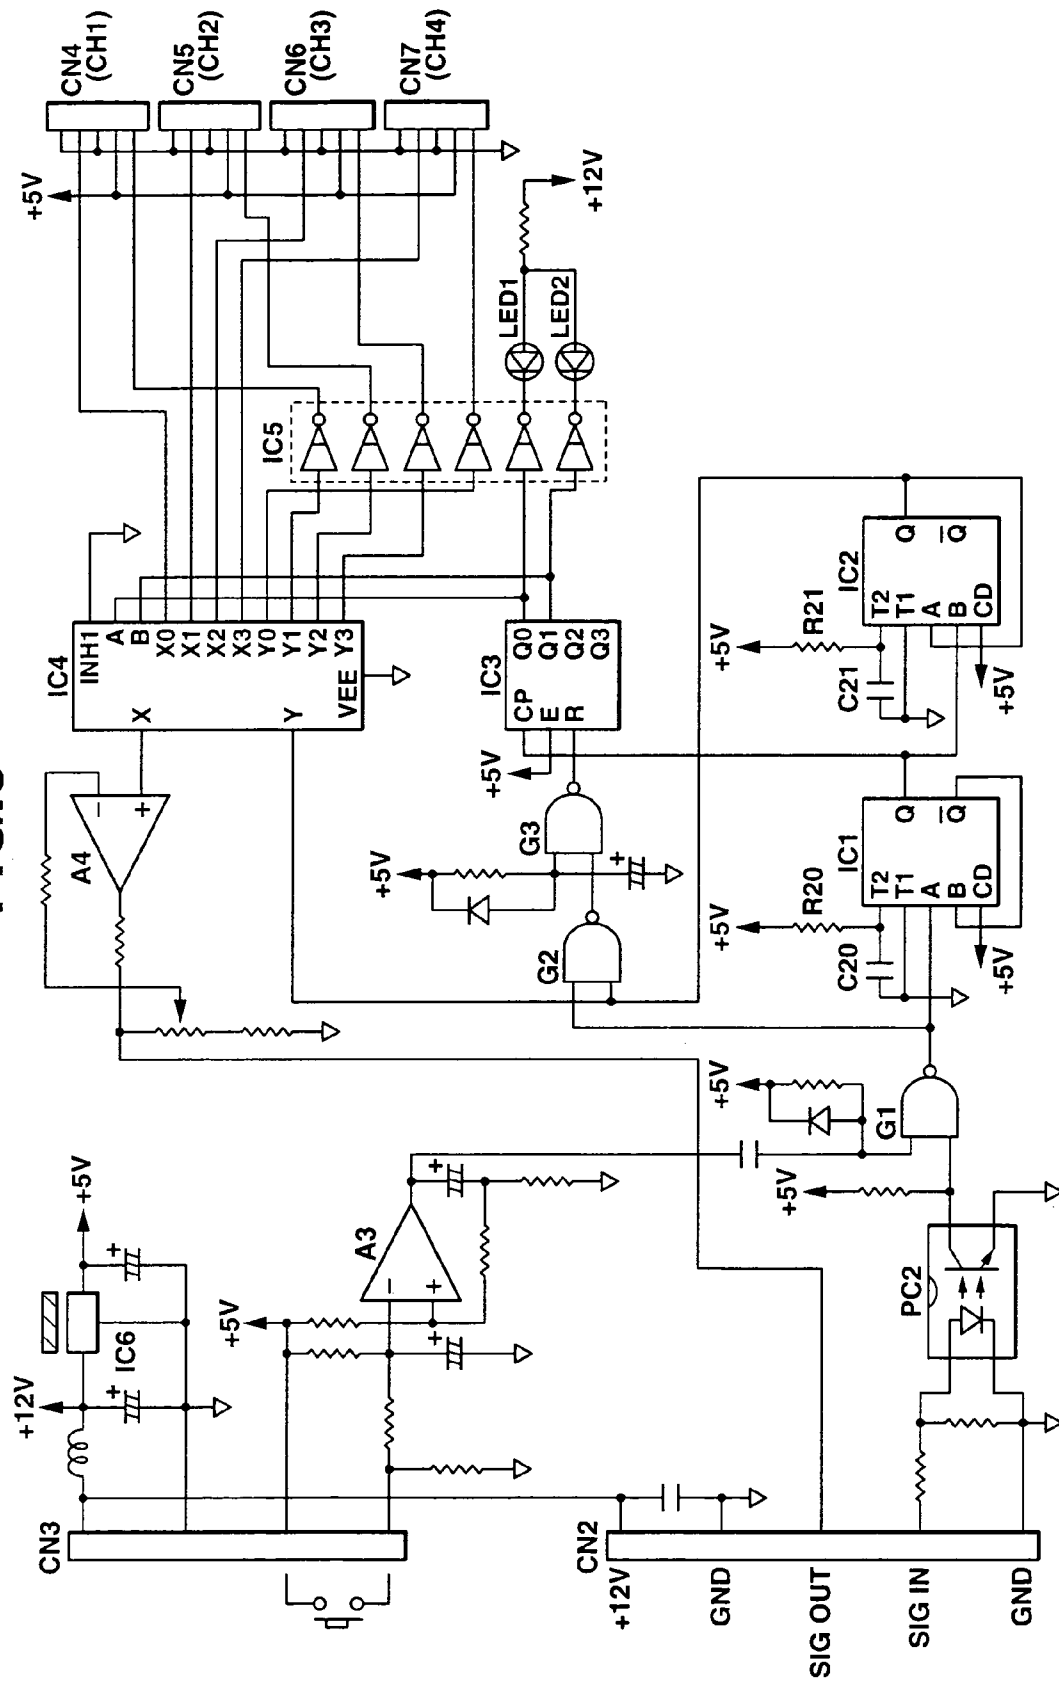 CN4
(CH1)
CN5
(CH2)
CN6
(CH3)
CN7
(CH4)
+5V
+12V
LED1
LED2
IC5
IC4
INH1
A
B
X0
X1
X2
X3
Y0
Y1
Y2
Y3
VEE
X
Y
IC3
CP
E
R
Q0
Q1
Q2
Q3
+5V
IC2
T2
T1
A
B
CD
Q
Q̅
+5V
R21
C21
+5V
A4
−
+
G3
+5V
+
G2
IC1
T2
T1
A
B
CD
Q
Q̅
+5V
R20
C20
+5V
+5V
G1
+5V
+12V
+
IC6
+
+5V
A3
−
+
+5V
+
+
PC2
CN3
CN2
+12V
GND
SIG OUT
SIG IN
GND